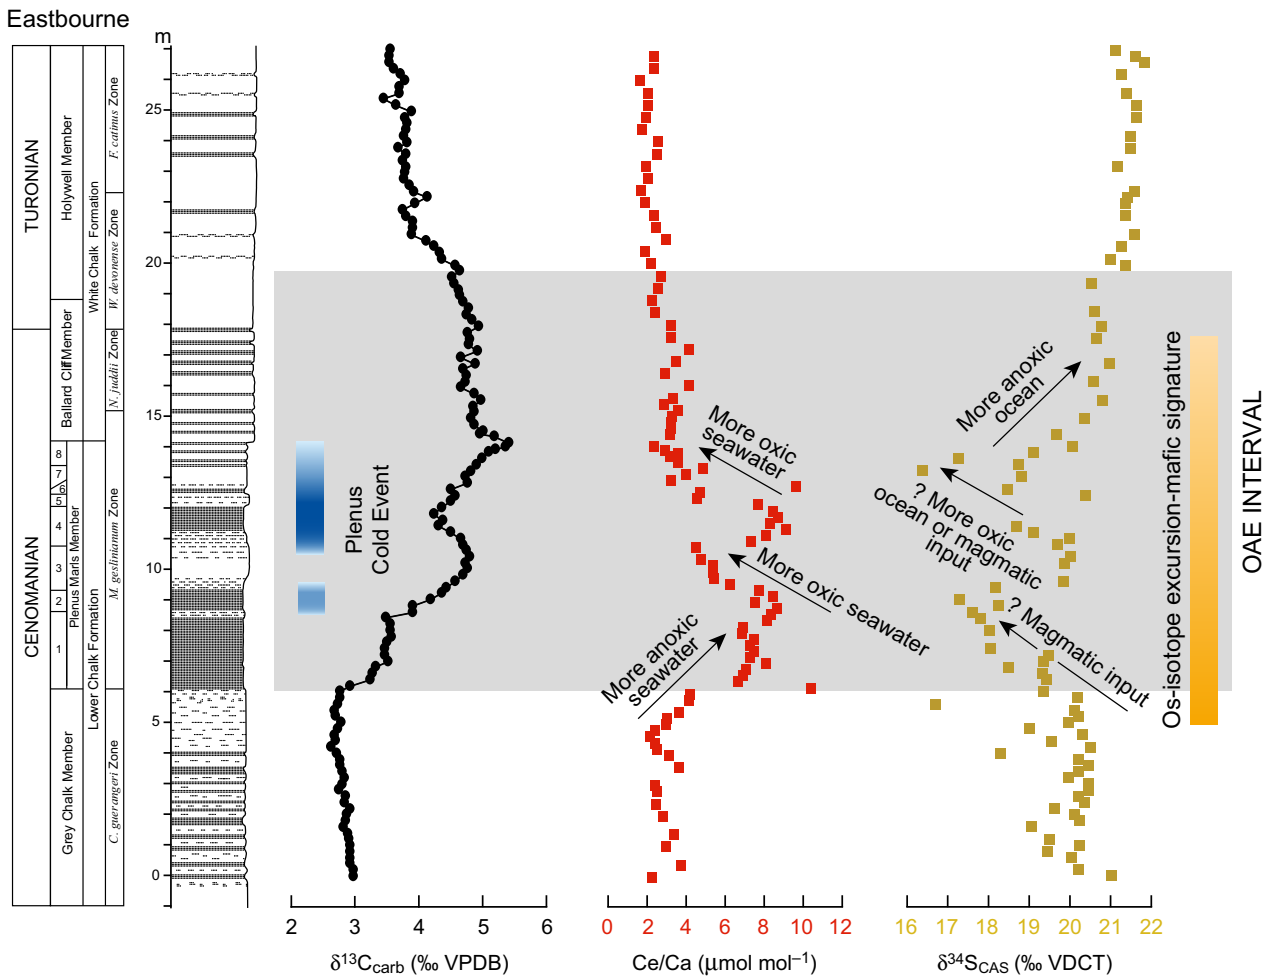 Eastbourne
m
TURONIAN
CENOMANIAN
Holywell Member
Ballard Cliff Member
Plenus Marls Member
Grey Chalk Member
White Chalk Formation
Lower Chalk Formation
F. catinus Zone
W. devonense Zone
N. juddii Zone
M. geslinianum Zone
C. guerangeri Zone
8
7
6
5
4
3
2
1
25
20
15
10
5
0
Plenus
Cold Event
More anoxic
seawater
More oxic
seawater
More oxic seawater
More anoxic
ocean
? More oxic
ocean or magmatic
input
? Magmatic input
Os-isotope excursion-mafic signature
OAE INTERVAL
2 3 4 5 6
δ13Ccarb (‰ VPDB)
0 2 4 6 8 10 12
Ce/Ca (μmol mol–1)
16 17 18 19 20 21 22
δ34SCAS (‰ VDCT)